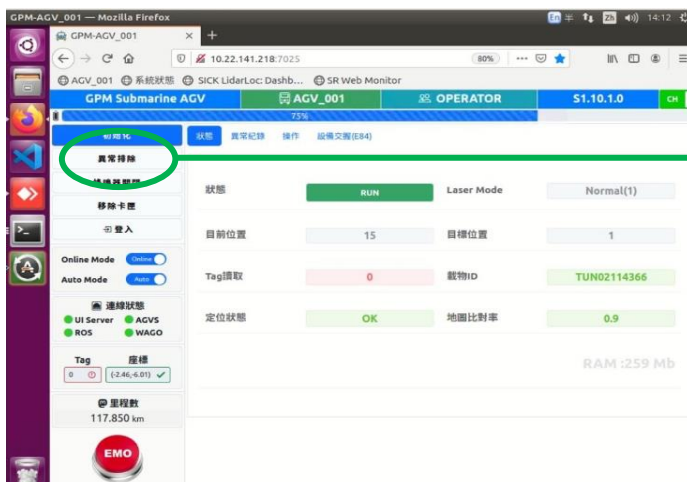 GPM-AGV_001 — Mozilla Firefox
En
Zh
14:12
GPM-AGV_001 × +
10.22.141.218:7025
80%
AGV_001 系統狀態 SICK LidarLoc: Dashb... SR Web Monitor
GPM Submarine AGV AGV_001 OPERATOR S1.10.1.0 CH
75%
初始化 狀態 異常紀錄 操作 設備交握(E84)
異常排除
移除卡匣
登入
狀態 RUN Laser Mode Normal(1)
目前位置 15 目標位置 1
Tag讀取 0 載物ID TUN02114366
定位狀態 OK 地圖比對率 0.9
RAM :259 Mb
Online Mode Online
Auto Mode Auto
連線狀態
UI Server AGVS
ROS WAGO
Tag 座標
0 (-2.46,-6.01)
里程數
117.850 km
EMO